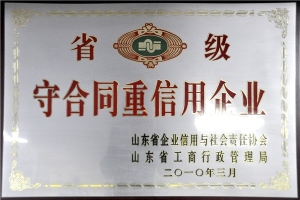 省级
守合同重信用企业
山东省企业信用与社会责任协会
山东省工商行政管理局
二〇一〇年三月